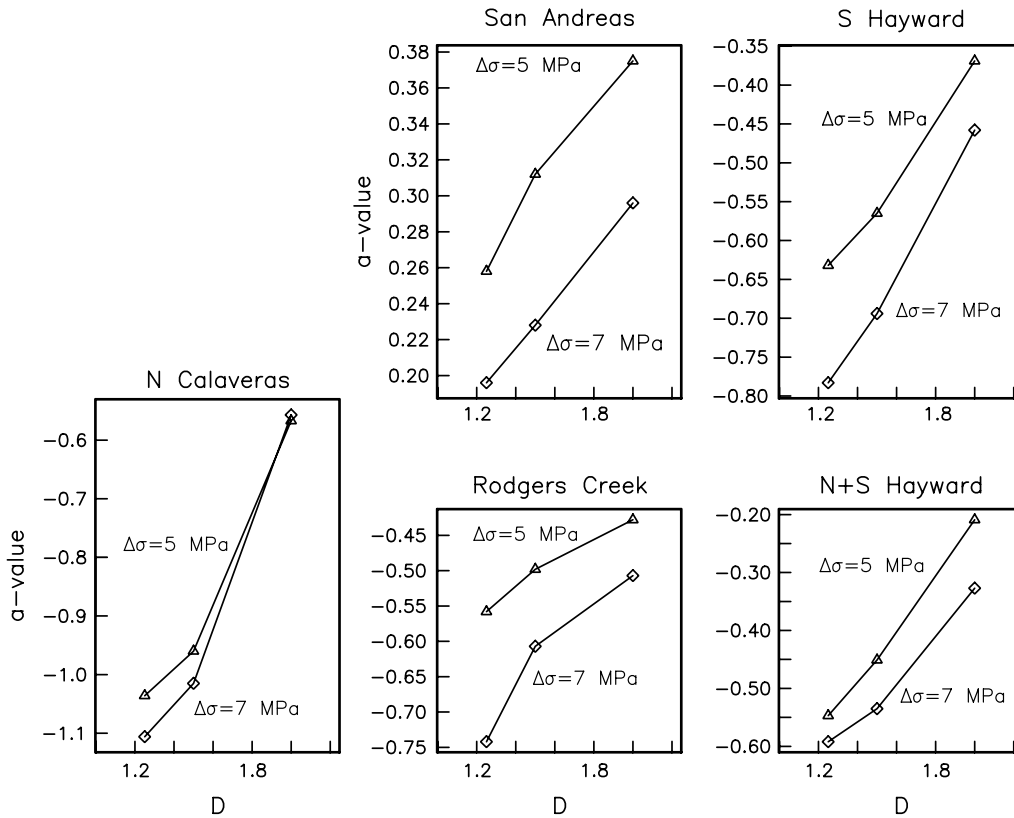 San Andreas
0.38
0.36
0.34
0.32
0.30
0.28
0.26
0.24
0.22
0.20
a-value
Δσ=5 MPa
Δσ=7 MPa
1.2 1.8
S Hayward
-0.35
-0.40
-0.45
-0.50
-0.55
-0.60
-0.65
-0.70
-0.75
-0.80
Δσ=5 MPa
Δσ=7 MPa
1.2 1.8
N Calaveras
-0.6
-0.7
-0.8
-0.9
-1.0
-1.1
a-value
Δσ=5 MPa
Δσ=7 MPa
1.2 1.8
D
Rodgers Creek
-0.45
-0.50
-0.55
-0.60
-0.65
-0.70
-0.75
Δσ=5 MPa
Δσ=7 MPa
1.2 1.8
D
N+S Hayward
-0.20
-0.30
-0.40
-0.50
-0.60
Δσ=5 MPa
Δσ=7 MPa
1.2 1.8
D